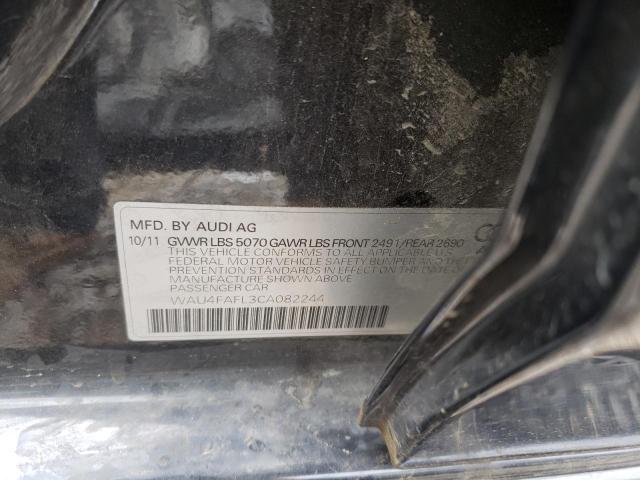 MFD. BY AUDI AG
10/11 GVWR LBS 5070 GAWR LBS FRONT 2491/REAR 2690
THIS VEHICLE CONFORMS TO ALL APPLICABLE U.S.
FEDERAL MOTOR VEHICLE SAFETY, BUMPER AND THEFT
PREVENTION STANDARDS IN EFFECT ON THE DATE OF
MANUFACTURE SHOWN ABOVE
PASSENGER CAR
WAU4FAFL3CA082244